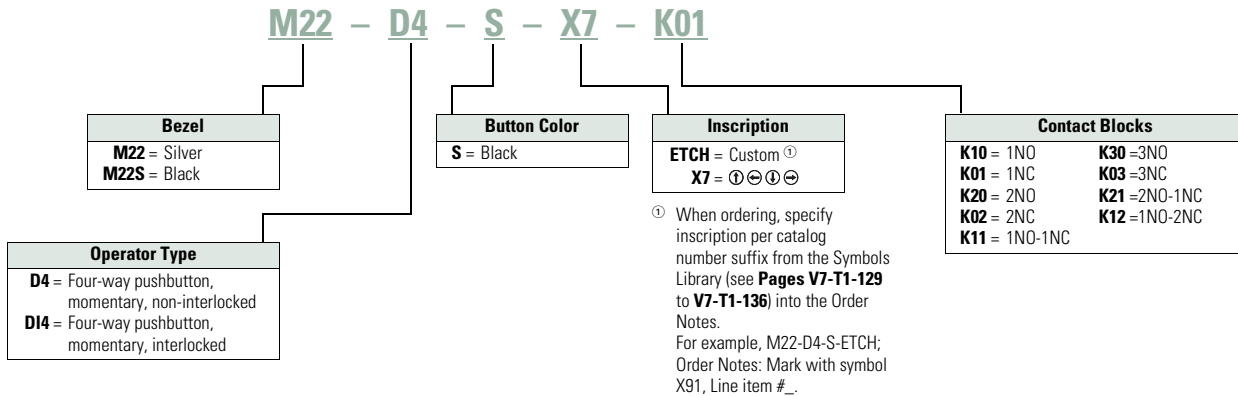 M22 – D4 – S – X7 – K01
Bezel
M22 = Silver
M22S = Black
Operator Type
D4 = Four-way pushbutton,
momentary, non-interlocked
DI4 = Four-way pushbutton,
momentary, interlocked
Button Color
S = Black
Inscription
ETCH = Custom ①
X7 = ↑ ← ↓ →
① When ordering, specify
inscription per catalog
number suffix from the Symbols
Library (see Pages V7-T1-129
to V7-T1-136) into the Order
Notes.
For example, M22-D4-S-ETCH;
Order Notes: Mark with symbol
X91, Line item #_.
Contact Blocks
K10 = 1NO
K01 = 1NC
K20 = 2NO
K02 = 2NC
K11 = 1NO-1NC
K30 =3NO
K03 =3NC
K21 =2NO-1NC
K12 =1NO-2NC